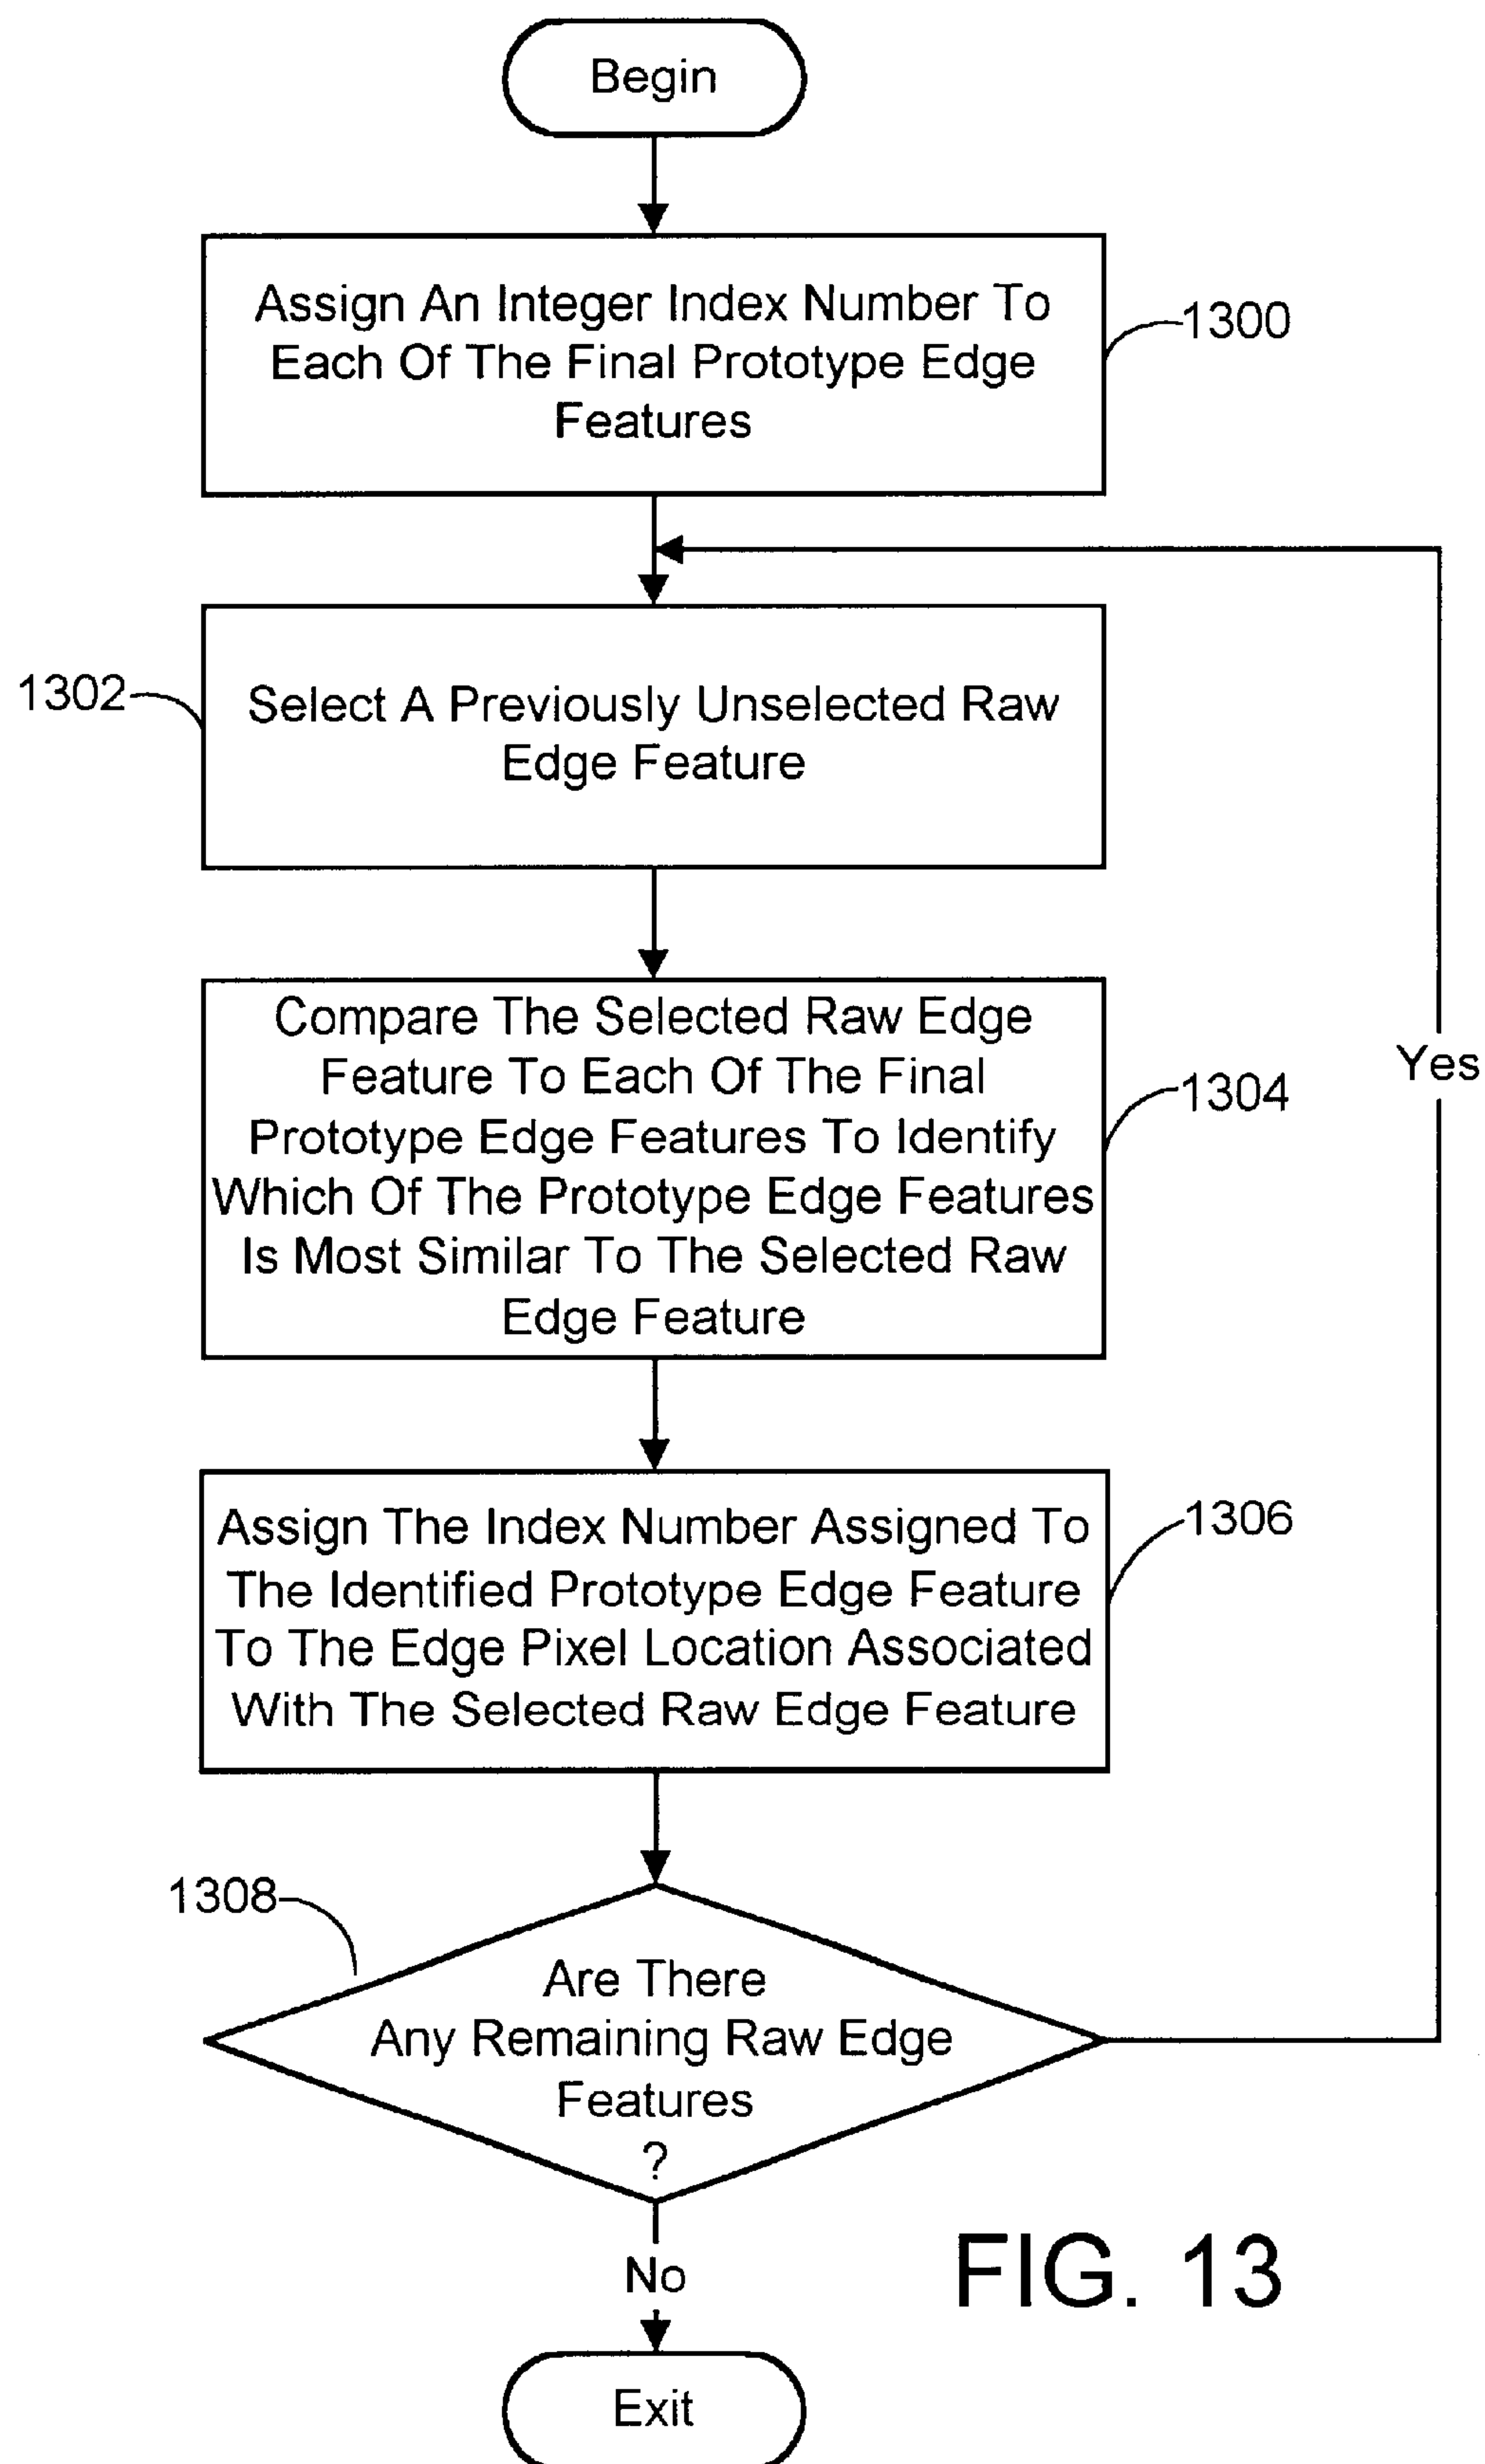 Begin
Assign An Integer Index Number To
Each Of The Final Prototype Edge
Features
1300
1302
Select A Previously Unselected Raw
Edge Feature
Compare The Selected Raw Edge
Feature To Each Of The Final
Prototype Edge Features To Identify
Which Of The Prototype Edge Features
Is Most Similar To The Selected Raw
Edge Feature
1304
Yes
Assign The Index Number Assigned To
The Identified Prototype Edge Feature
To The Edge Pixel Location Associated
With The Selected Raw Edge Feature
1306
1308
Are There
Any Remaining Raw Edge
Features
?
No
FIG. 13
Exit